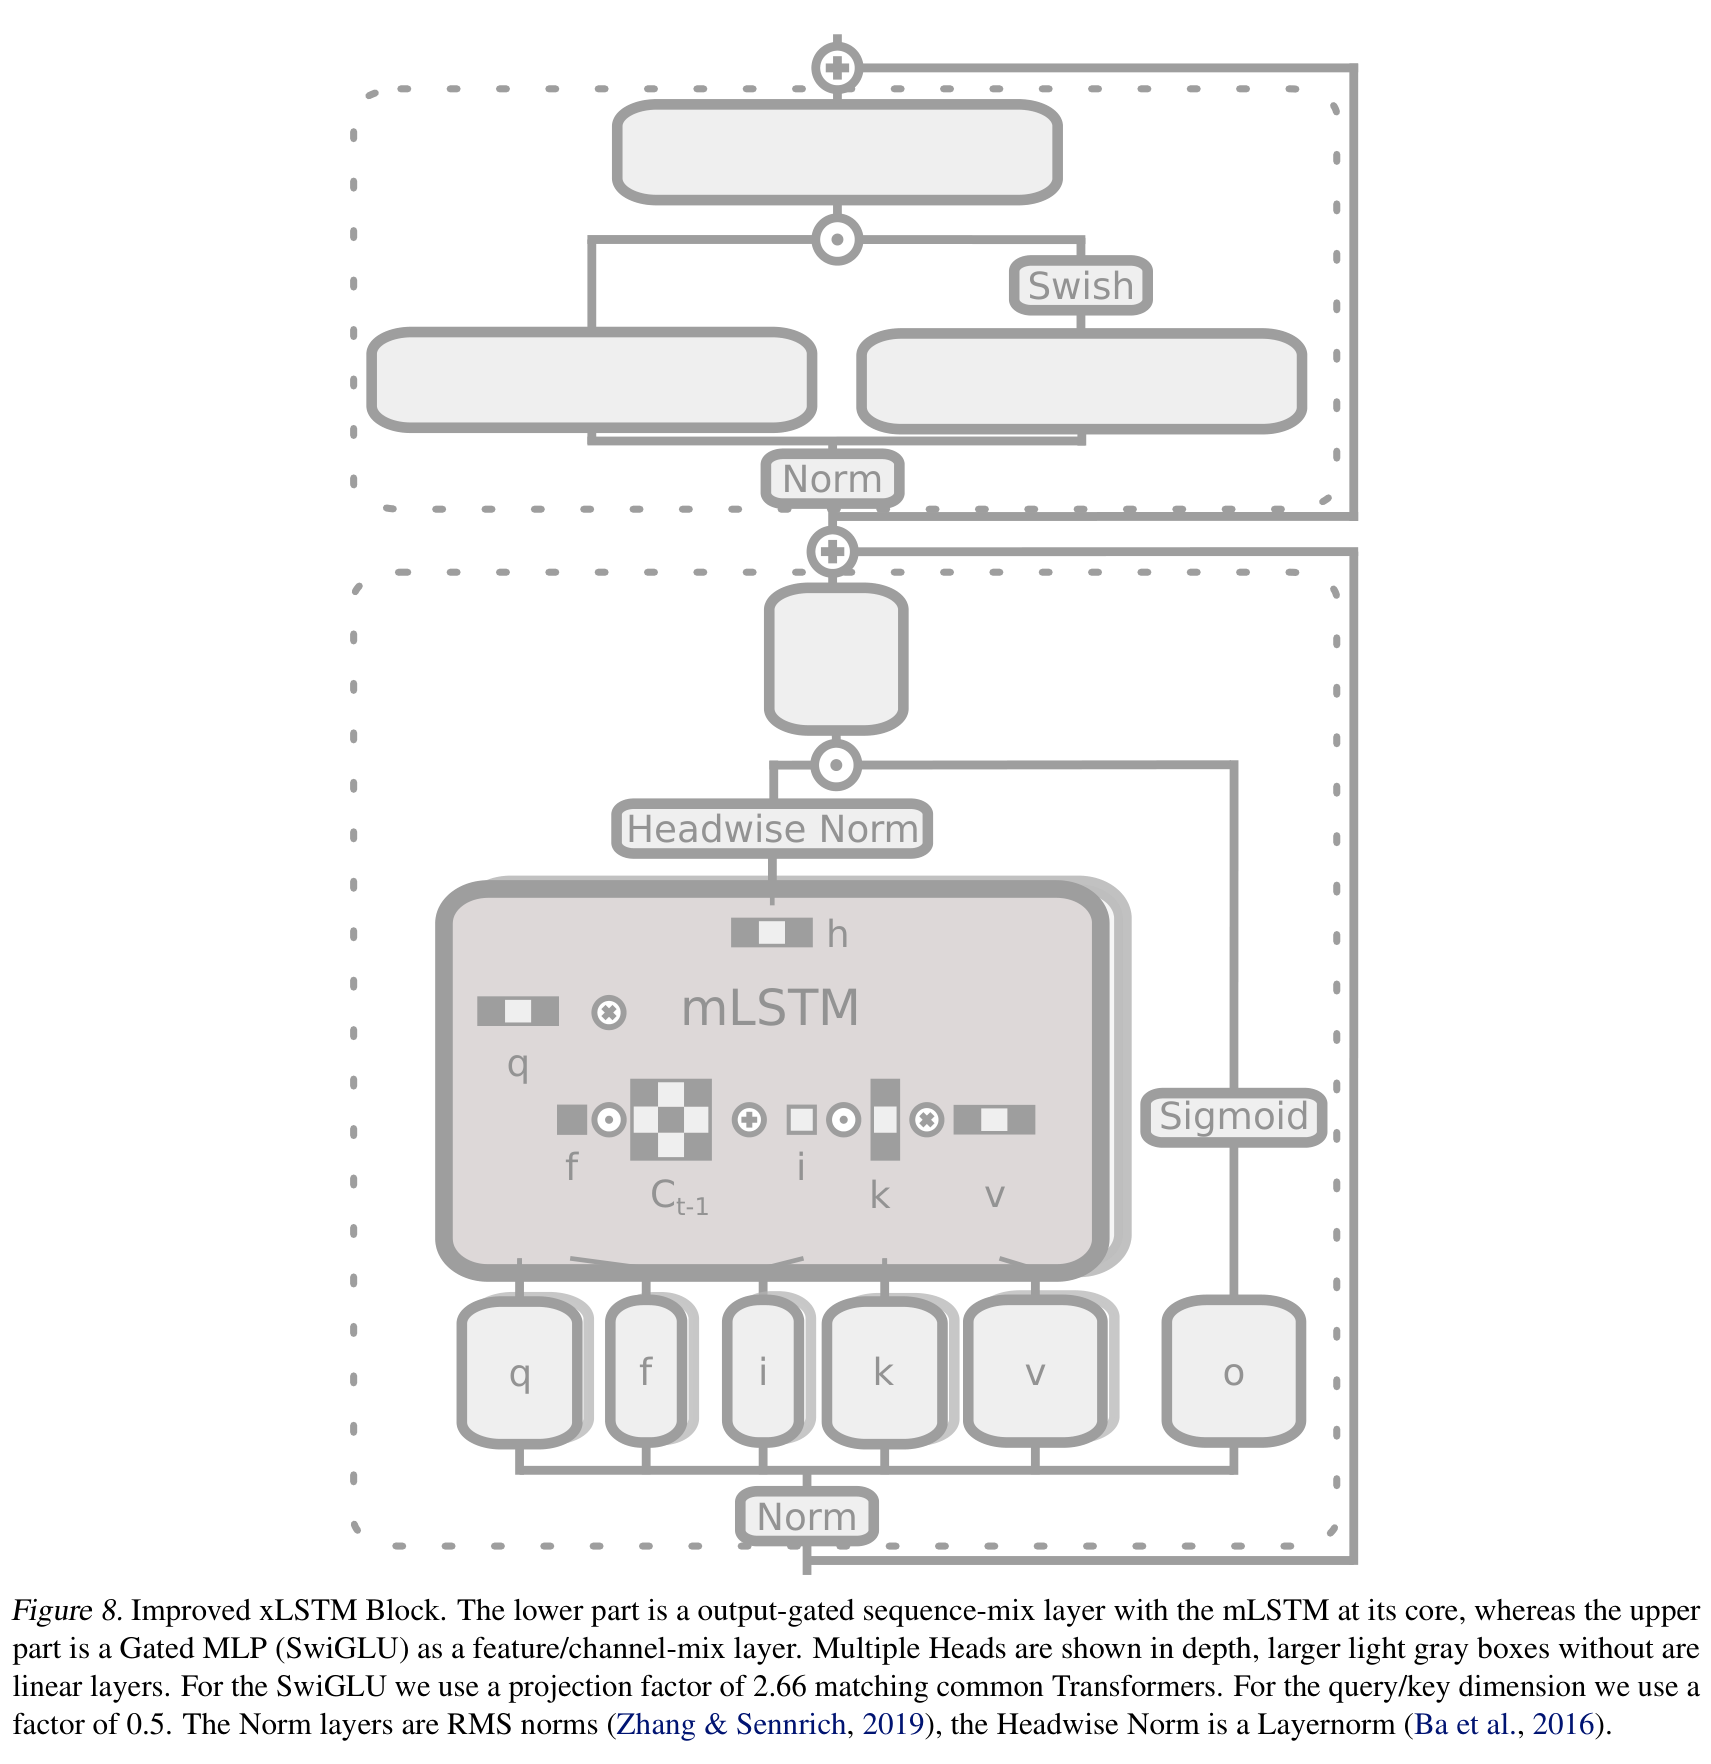 Swish
Norm
Headwise Norm
h
mLSTM
q
f
C_{t-1}
i
k
v
Sigmoid
q
f
i
k
v
o
Norm
Figure 8. Improved xLSTM Block. The lower part is a output-gated sequence-mix layer with the mLSTM at its core, whereas the upper
part is a Gated MLP (SwiGLU) as a feature/channel-mix layer. Multiple Heads are shown in depth, larger light gray boxes without are
linear layers. For the SwiGLU we use a projection factor of 2.66 matching common Transformers. For the query/key dimension we use a
factor of 0.5. The Norm layers are RMS norms (Zhang & Sennrich, 2019), the Headwise Norm is a Layernorm (Ba et al., 2016).